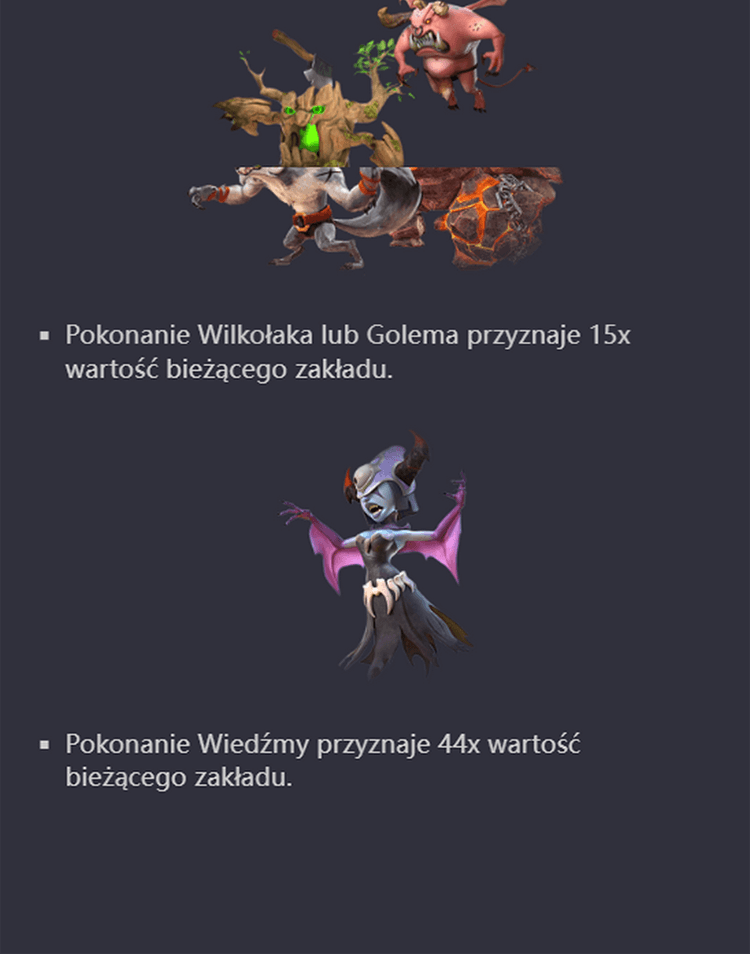 ▪ Pokonanie Wilkołaka lub Golema przyznaje 15x
wartość bieżącego zakładu.
▪ Pokonanie Wiedźmy przyznaje 44x wartość
bieżącego zakładu.